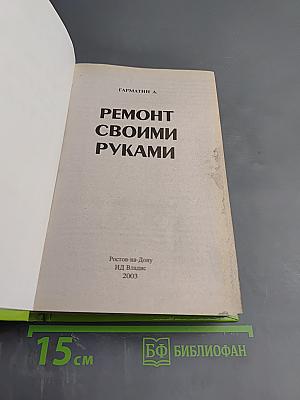 ГАРМАТИН А.
РЕМОНТ
СВОИМИ
РУКАМИ
Ростов-на-Дону
ИД Владис
2003
15 см
БФ БИБЛИОФАН